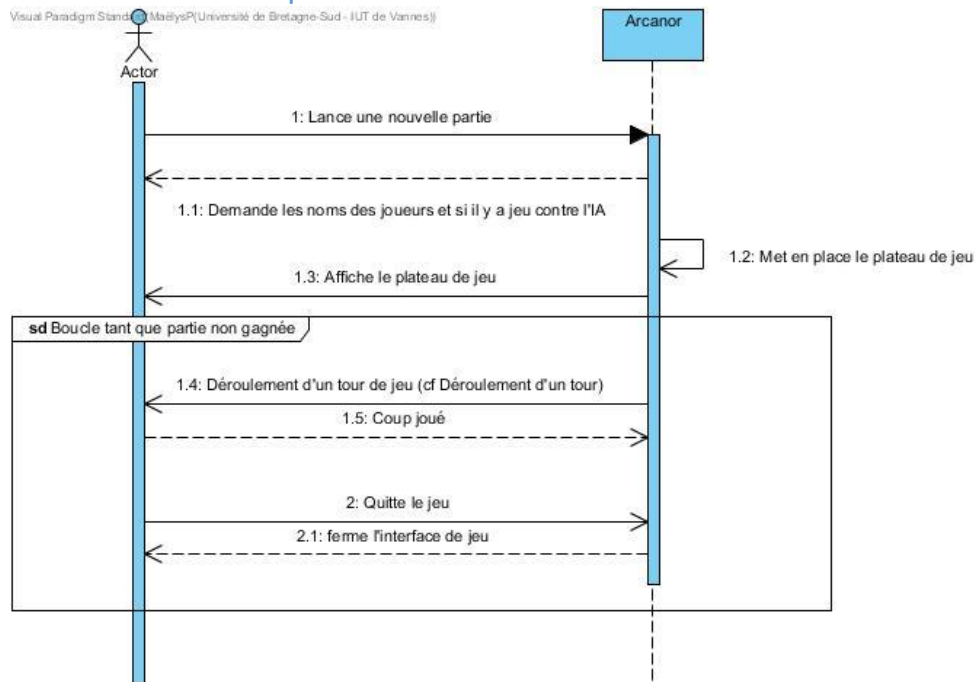 Visual Paradigm Standard(MaëlysP(Université de Bretagne-Sud - IUT de Vannes))
Actor
Arcanor
1: Lance une nouvelle partie
1.1: Demande les noms des joueurs et si il y a jeu contre l'IA
1.2: Met en place le plateau de jeu
1.3: Affiche le plateau de jeu
sd Boucle tant que partie non gagnée
1.4: Déroulement d'un tour de jeu (cf Déroulement d'un tour)
1.5: Coup joué
2: Quitte le jeu
2.1: ferme l'interface de jeu